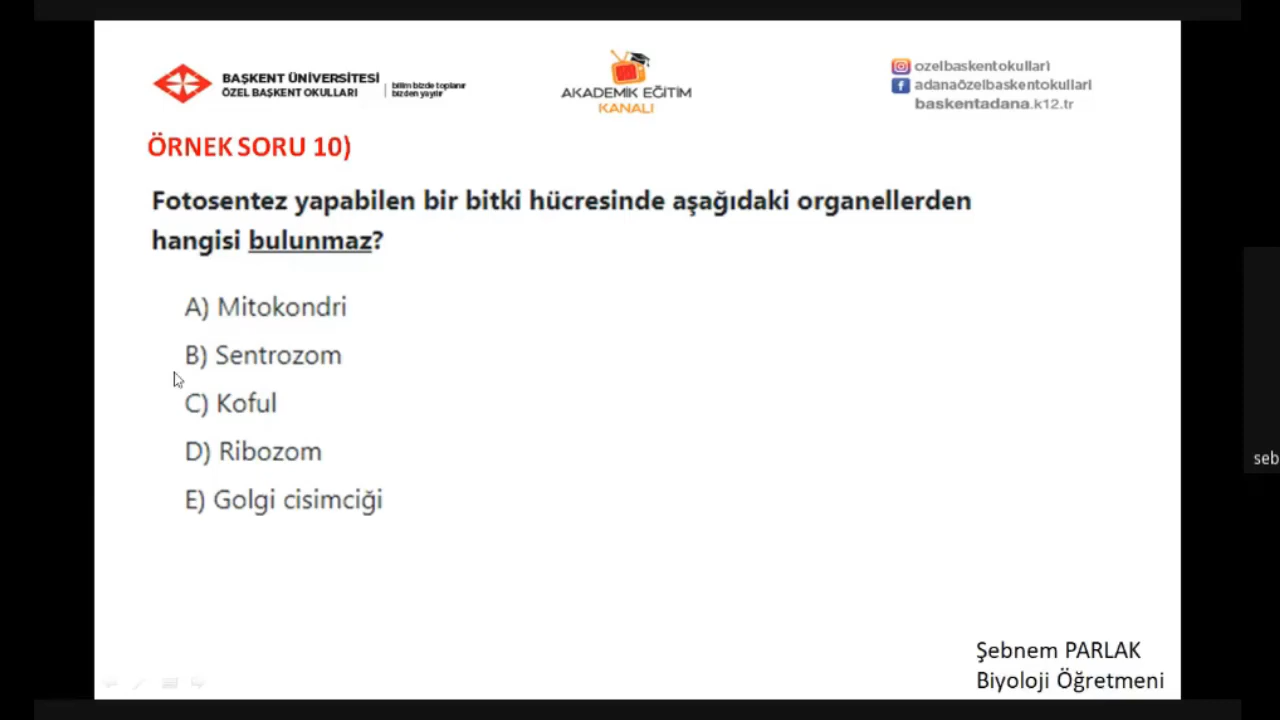 BAŞKENT ÜNİVERSİTESİ
ÖZEL BAŞKENT OKULLARI
bilim bizde toplanır
bizden yayılır
AKADEMİK EĞİTİM
KANALI
ozelbaskentokullari
adanaözelbaskentokullari
baskentadana.k12.tr
ÖRNEK SORU 10)
Fotosentez yapabilen bir bitki hücresinde aşağıdaki organellerden
hangisi bulunmaz?
A) Mitokondri
B) Sentrozom
C) Koful
D) Ribozom
E) Golgi cisimciği
seb
Şebnem PARLAK
Biyoloji Öğretmeni